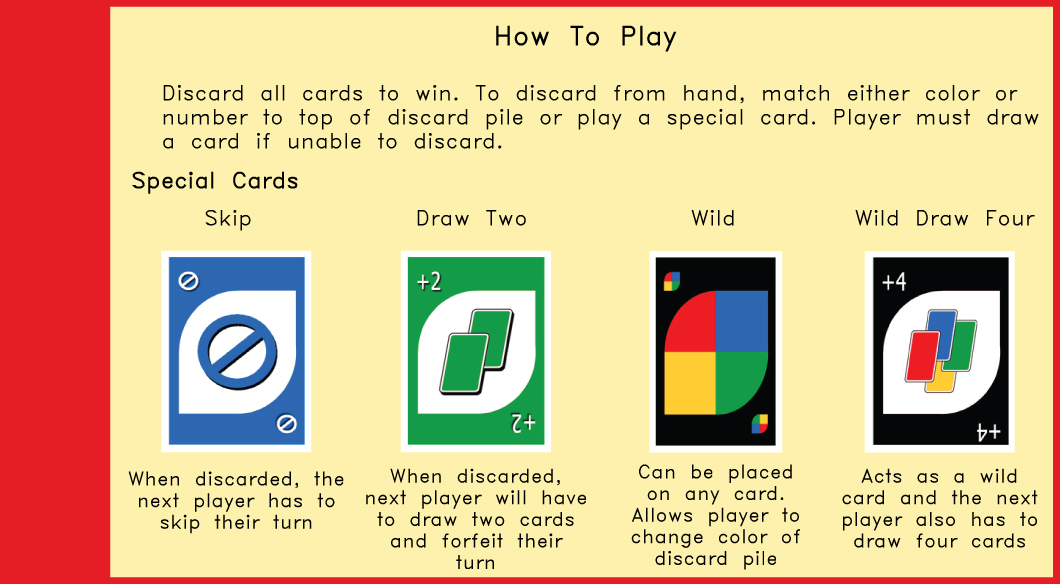 How To Play
Discard all cards to win. To discard from hand, match either color or
number to top of discard pile or play a special card. Player must draw
a card if unable to discard.
Special Cards
Skip
Draw Two
Wild
Wild Draw Four
+2
+2
+4
+4
When discarded, the
next player has to
skip their turn
When discarded,
next player will have
to draw two cards
and forfeit their
turn
Can be placed
on any card.
Allows player to
change color of
discard pile
Acts as a wild
card and the next
player also has to
draw four cards